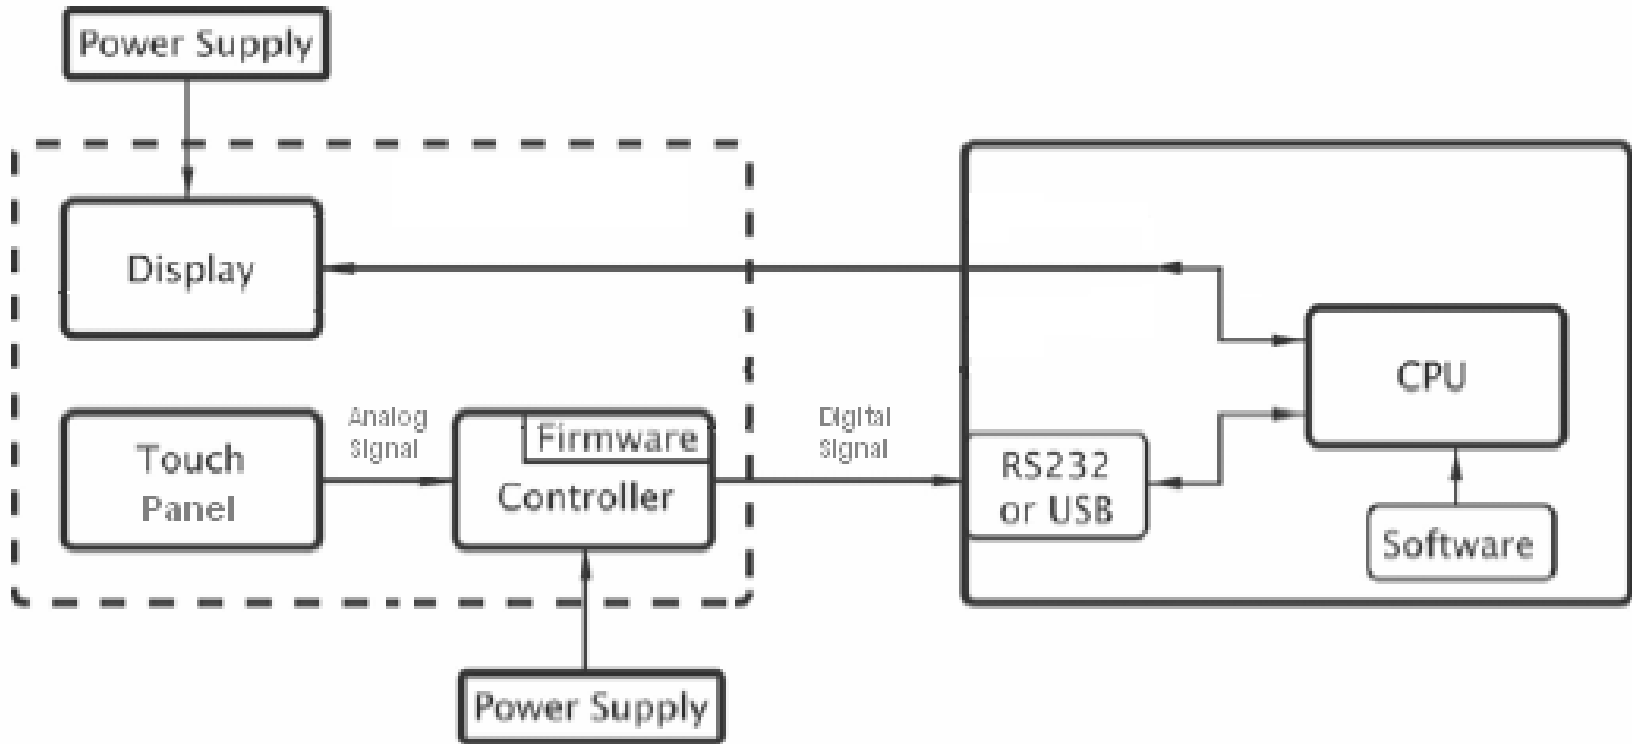 Power Supply
Display
Touch
Panel
Analog
Signal
Firmware
Controller
Digital
Signal
RS232
or USB
CPU
Software
Power Supply